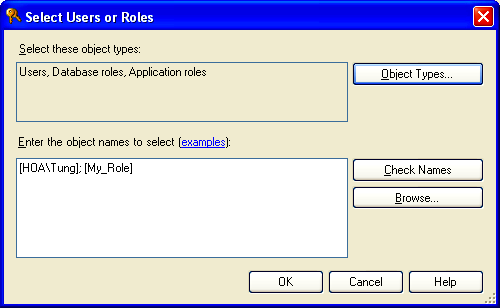 Select Users or Roles
Select these object types:
Users, Database roles, Application roles
Object Types...
Enter the object names to select (examples):
[HOA\Tung]; [My_Role]
Check Names
Browse...
OK
Cancel
Help